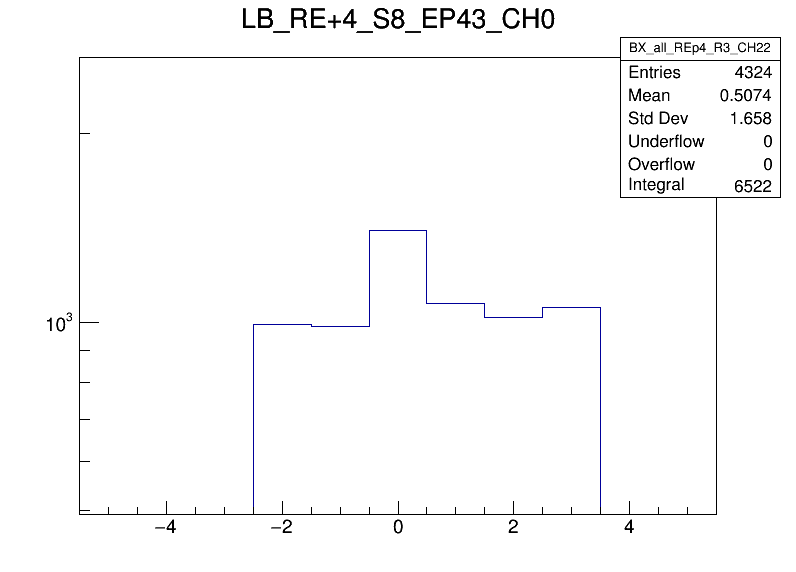 LB_RE+4_S8_EP43_CH0
BX_all_REp4_R3_CH22
Entries 4324
Mean 0.5074
Std Dev 1.658
Underflow 0
Overflow 0
Integral 6522
10³
−4 −2 0 2 4